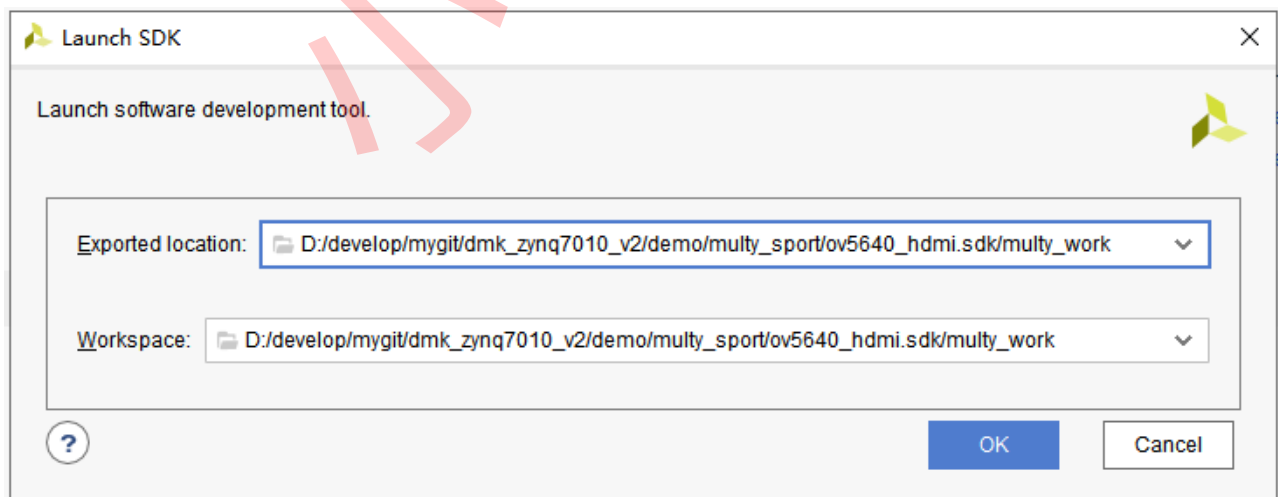 Launch SDK
Launch software development tool.
Exported location: D:/develop/mygit/dmk_zynq7010_v2/demo/multy_sport/ov5640_hdmi.sdk/multy_work
Workspace: D:/develop/mygit/dmk_zynq7010_v2/demo/multy_sport/ov5640_hdmi.sdk/multy_work
?
OK
Cancel